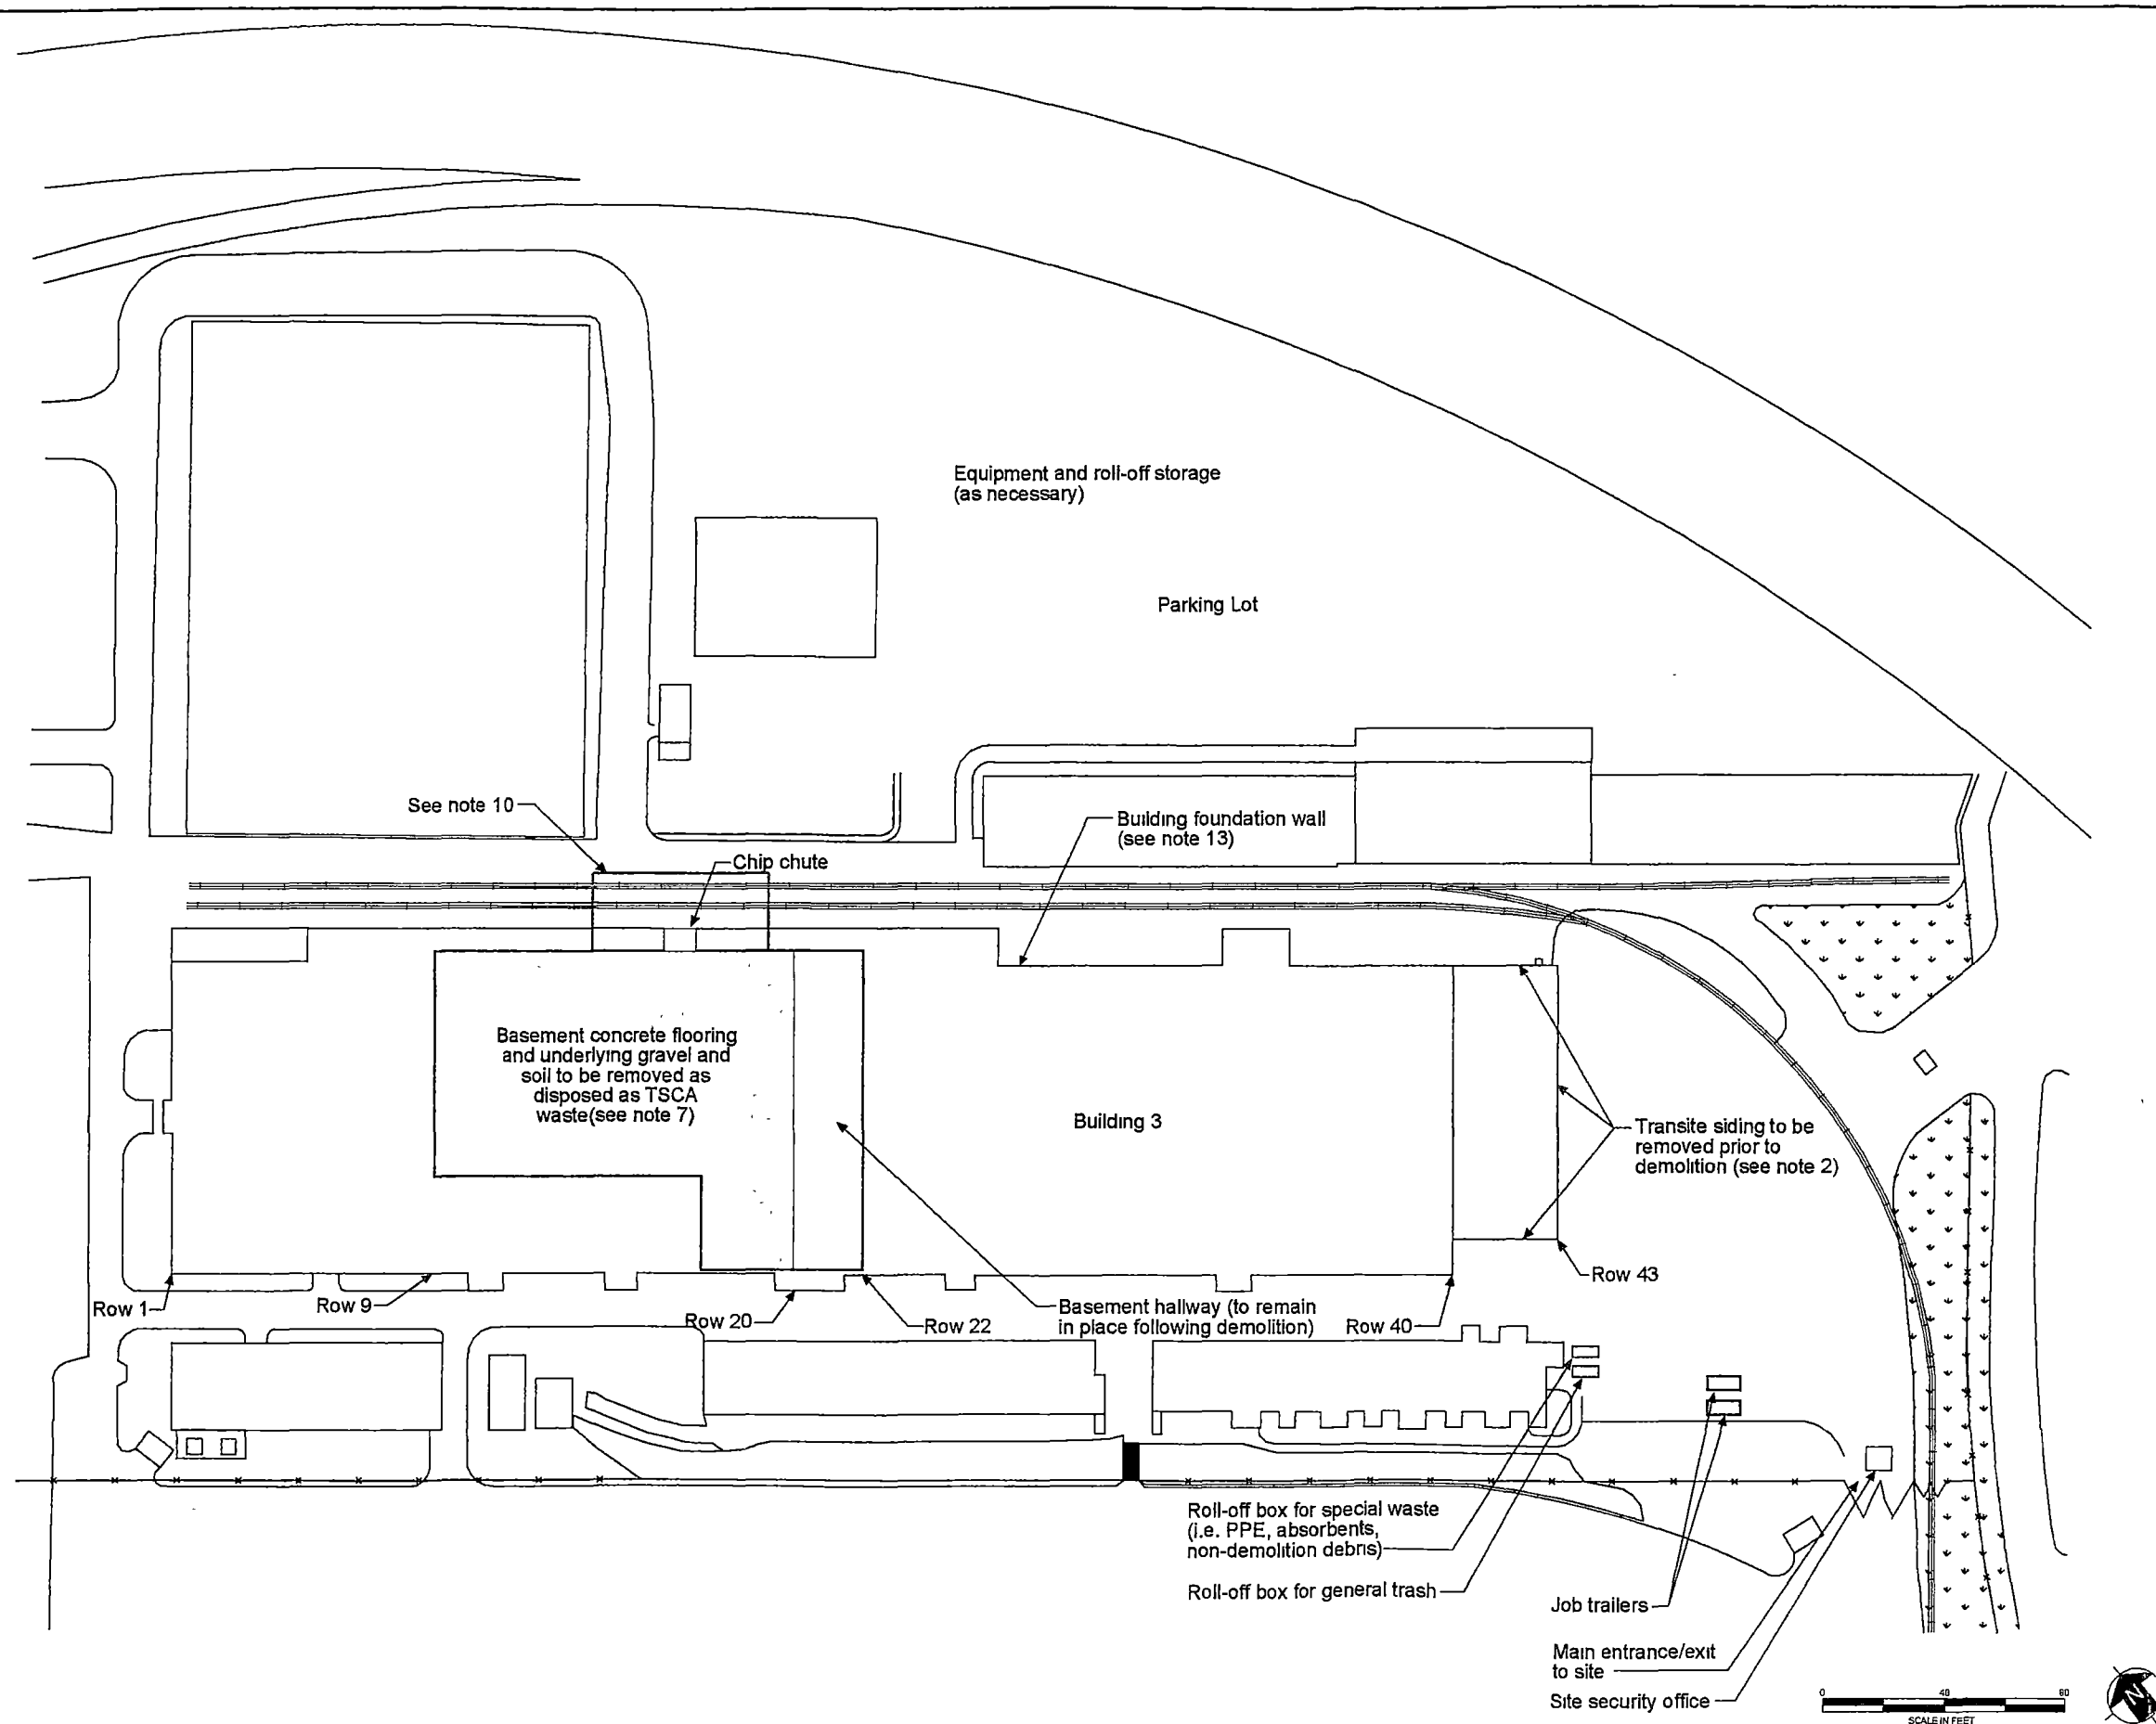 Equipment and roll-off storage
(as necessary)
Parking Lot
See note 10
Building foundation wall
(see note 13)
Chip chute
Basement concrete flooring
and underlying gravel and
soil to be removed as
disposed as TSCA
waste(see note 7)
Building 3
Transite siding to be
removed prior to
demolition (see note 2)
Row 43
Row 1
Row 9
Row 20
Row 22
Basement hallway (to remain
in place following demolition)
Row 40
Roll-off box for special waste
(i.e. PPE, absorbents,
non-demolition debris)
Roll-off box for general trash
Job trailers
Main entrance/exit
to site
Site security office
0
SCALE IN FEET
N